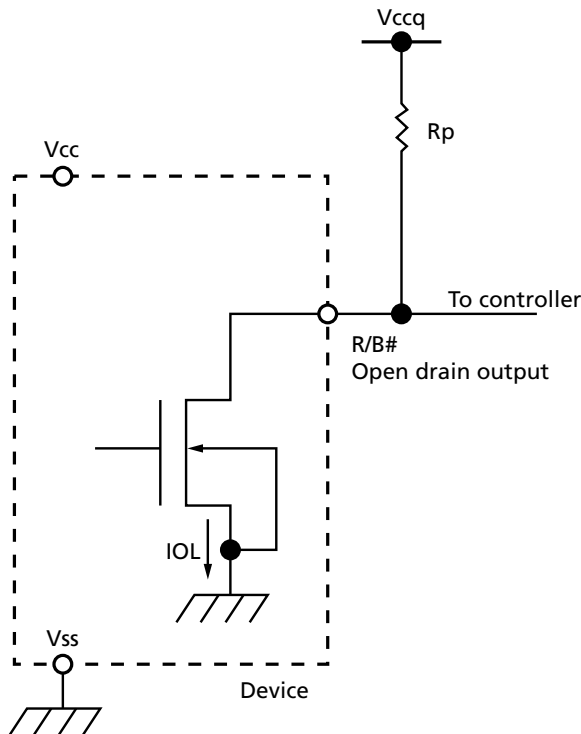 Vccq
Rp
Vcc
To controller
R/B#
Open drain output
IOL
Vss
Device